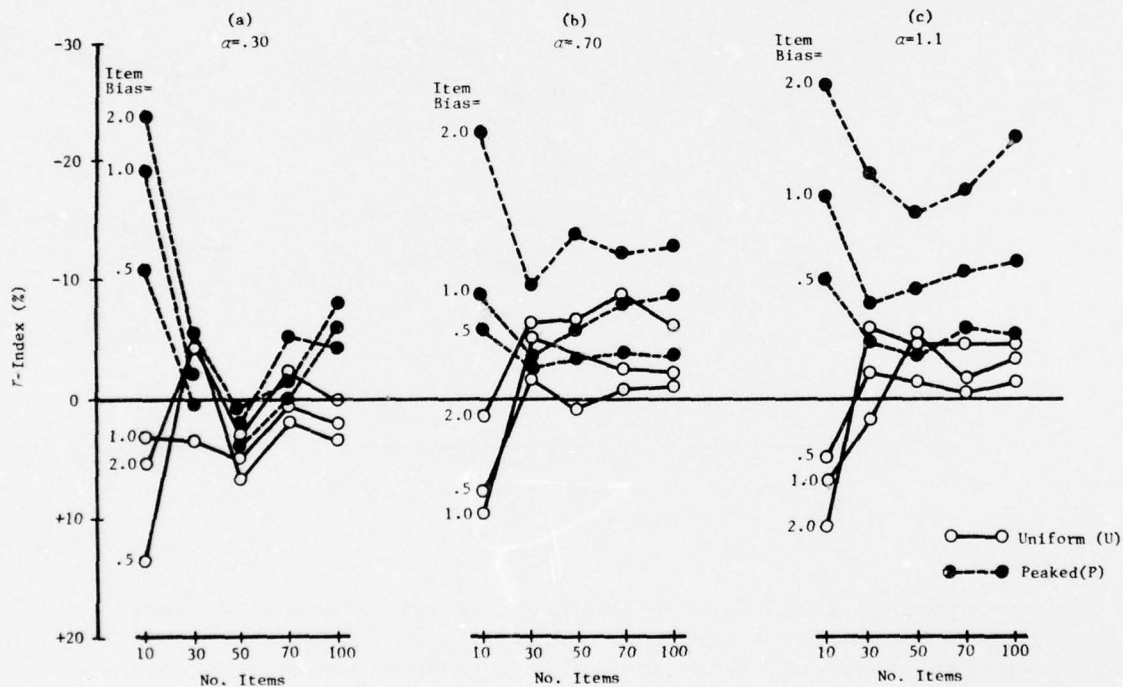 (a)
α=.30
(b)
α=.70
(c)
α=1.1
-30
-20
-10
0
+10
+20
T-Index (%)
Item
Bias=
2.0
1.0
.5
1.0
2.0
.5
10 30 50 70 100
No. Items
Item
Bias=
2.0
1.0
.5
2.0
.5
1.0
10 30 50 70 100
No. Items
Item
Bias=
2.0
1.0
.5
.5
1.0
2.0
10 30 50 70 100
No. Items
Uniform (U)
Peaked(P)